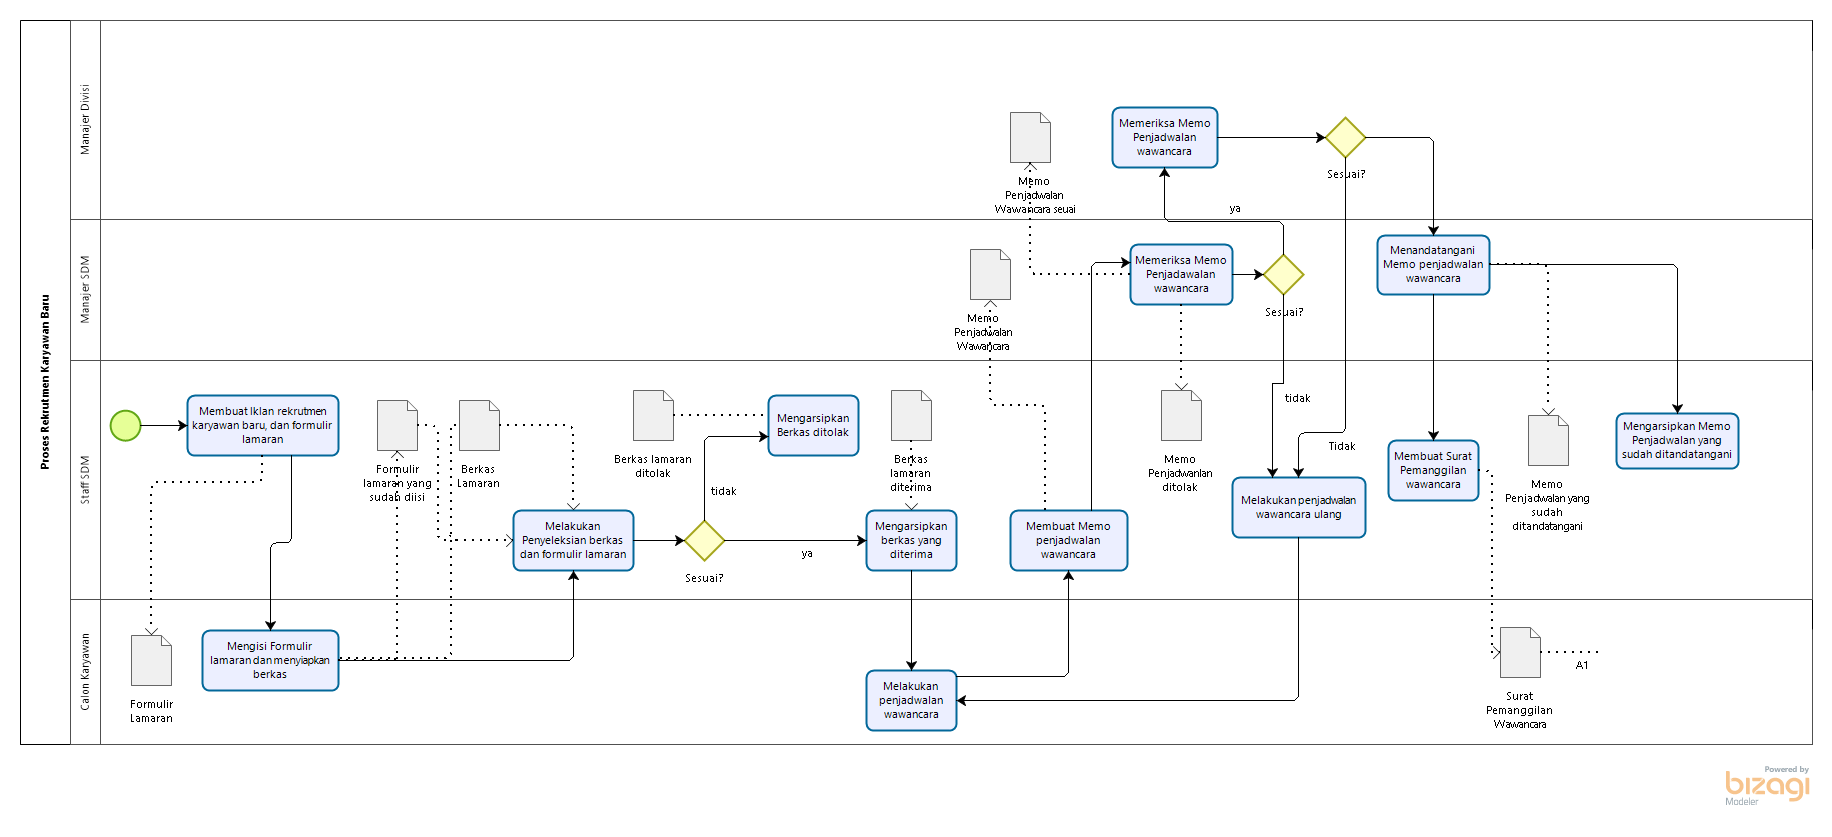 Proses Rekrutmen Karyawan Baru
Manajer Divisi
Memo
Penjadwalan
Wawancara seuai
Memeriksa Memo
Penjadwalan
wawancara
Sesuai?
ya
Manajer SDM
Memo
Penjadwalan
Wawancara
Memeriksa Memo
Penjadawalan
wawancara
Sesuai?
Menandatangani
Memo penjadwalan
wawancara
Staff SDM
Membuat Iklan rekrutmen
karyawan baru, dan formulir
lamaran
Formulir
lamaran yang
sudah diisi
Berkas
Lamaran
Melakukan
Penyeleksian berkas
dan formulir lamaran
Berkas lamaran
ditolak
Mengarsipkan
Berkas ditolak
tidak
Sesuai?
ya
Berkas
lamaran
diterima
Mengarsipkan
berkas yang
diterima
Membuat Memo
penjadwalan
wawancara
Memo
Penjadwanlan
ditolak
tidak
Tidak
Melakukan penjadwalan
wawancara ulang
Membuat Surat
Pemanggilan
wawancara
Memo
Penjadwalan yang
sudah
ditandatangani
Mengarsipkan Memo
Penjadwalan yang
sudah ditandatangani
Calon Karyawan
Formulir
Lamaran
Mengisi Formulir
lamaran dan menyiapkan
berkas
Melakukan
penjadwalan
wawancara
Surat
Pemanggilan
Wawancara
A1
Powered by
bizagi
Modeler